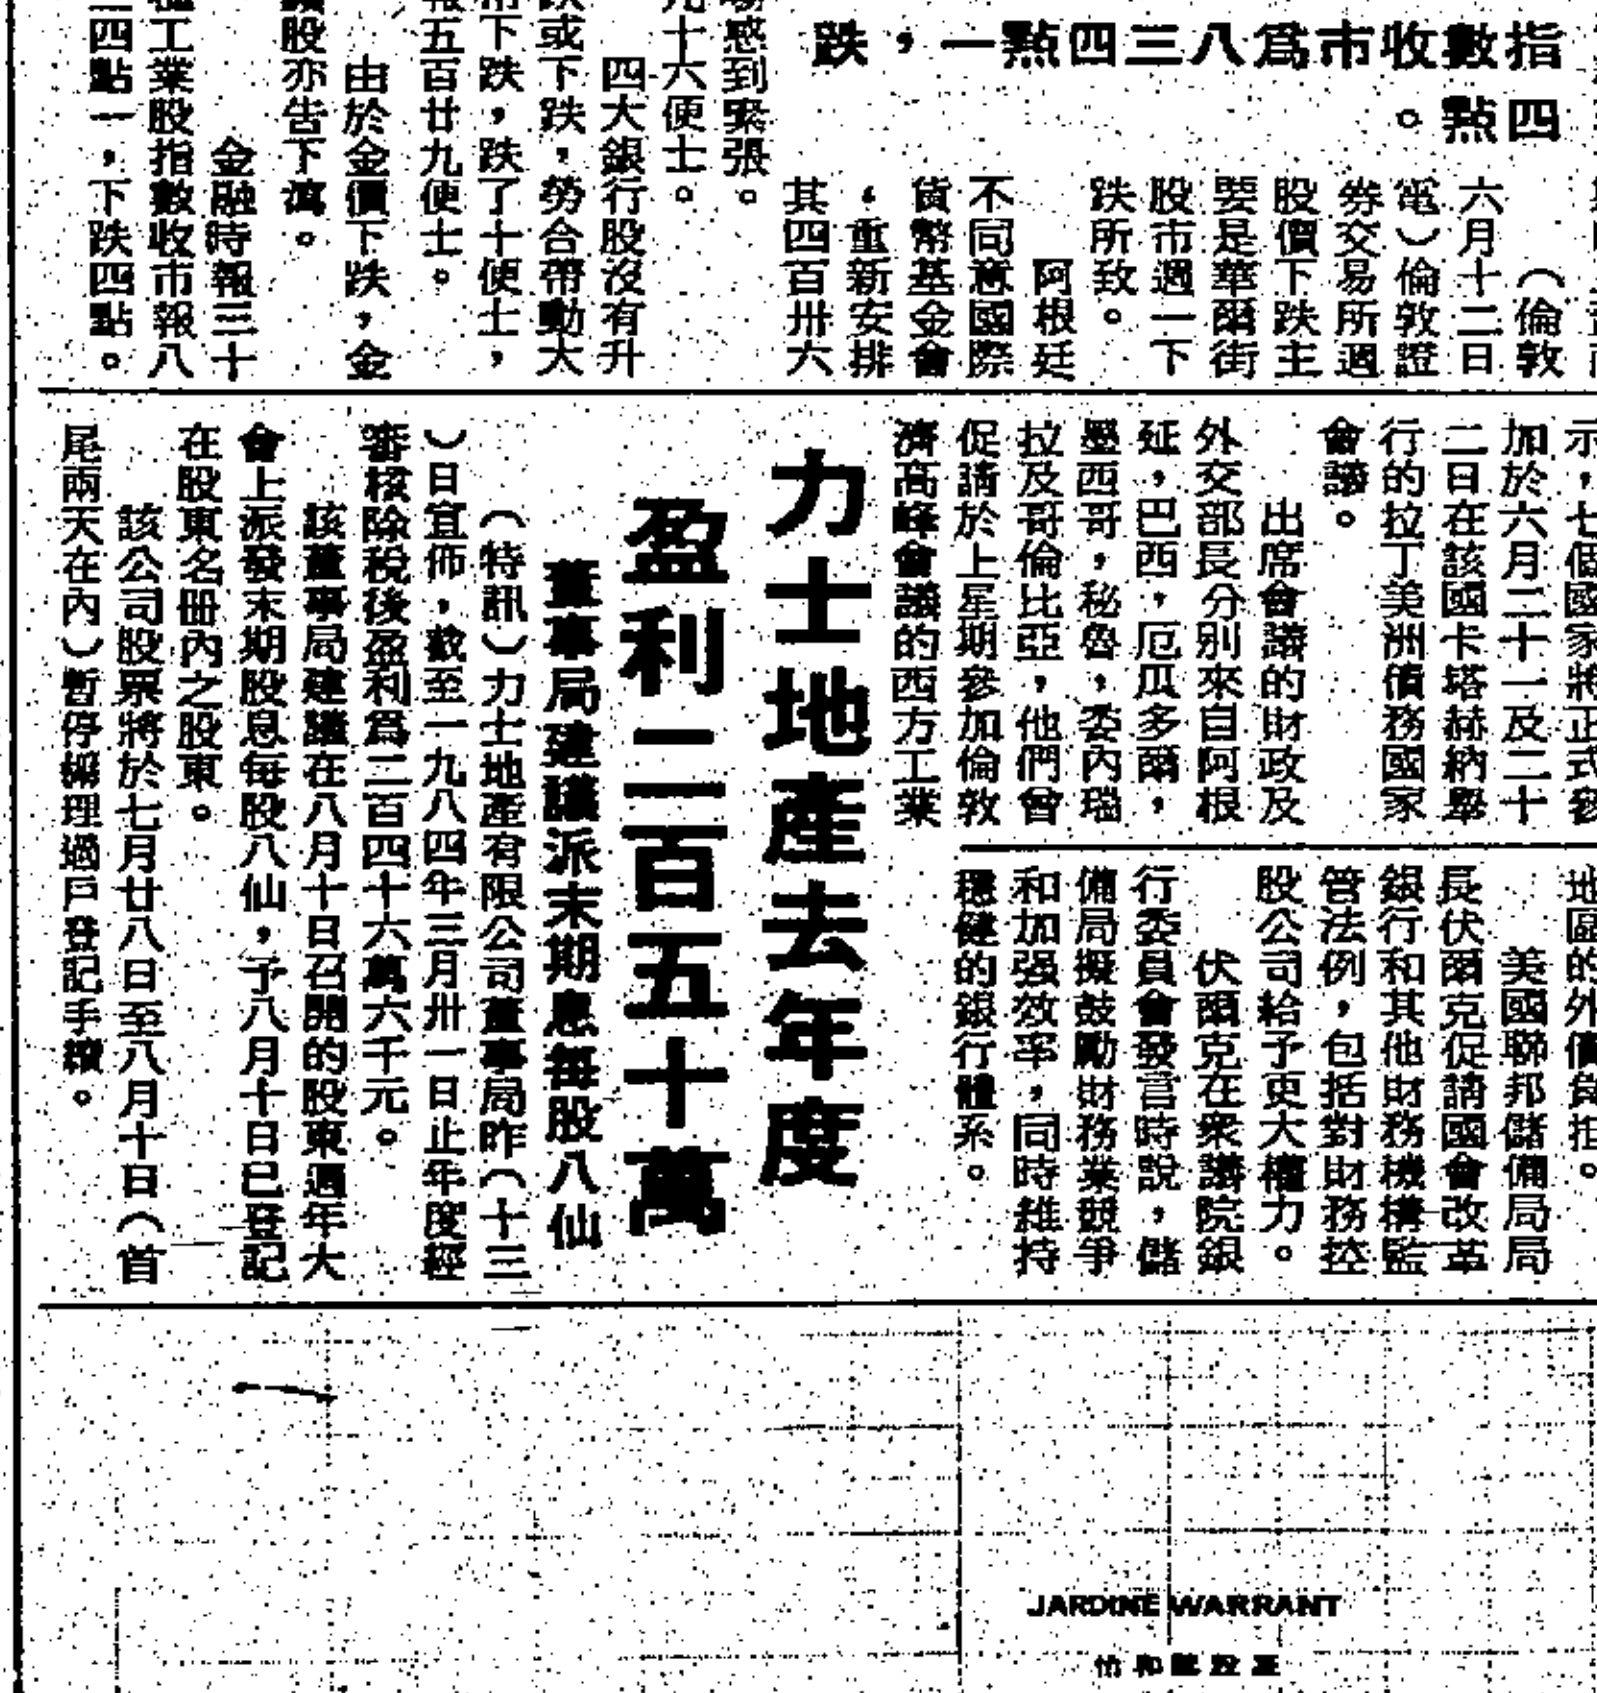 指數收市爲八三四點一，跌
四點。
（倫敦
六月十二日
電）倫敦證
券交易所週
股價下跌主
要是華爾街
股市週一下
跌所致。
阿根廷
不同意國際
貨幣基金會
，重新安排
其四百卅六
場感到緊張。
九十六便士。
四大銀行股沒有升
跌或下跌，勞合帶動大
下跌，跌了十便士，
報五百廿九便士。
由於金價下跌，金
股亦告下瀉。
金融時報三十
種工業股指數收市報八
三四點一，下跌四點。
示，七個國家將正式參
加於六月二十一及二十
二日在該國卡塔赫納舉
行的拉丁美洲債務國家
會議。
出席會議的財政及
外交部長分別來自阿根
延，巴西，厄瓜多爾，
墨西哥，秘魯，委內瑞
拉及哥倫比亞，他們曾
促請於上星期參加倫敦
濟高峰會議的西方工業
地區的外債負担。
美國聯邦儲備局局
長伏爾克促請國會改革
銀行和其他財務機構監
管法例，包括對財務控
股公司給予更大權力。
伏爾克在衆議院銀
行委員會發言時說，儲
備局擬鼓勵財務業競爭
和加强效率，同時維持
穩健的銀行體系。
力士地產去年度
盈利二百五十萬
董事局建議派末期息每股八仙
（特訊）力士地產有限公司董事局昨（十三
）日宣佈，截至一九八四年三月卅一日止年度經
審核除稅後盈利爲二百四十六萬六千元。
該董事局建議在八月十日召開的股東週年大
會上派發末期股息每股八仙，予八月十日已登記
在股東名冊內之股東。
該公司股票將於七月廿八日至八月十日（首
尾兩天在內）暫停辦理過戶登記手續。
JARDINE WARRANT
怡和認股証